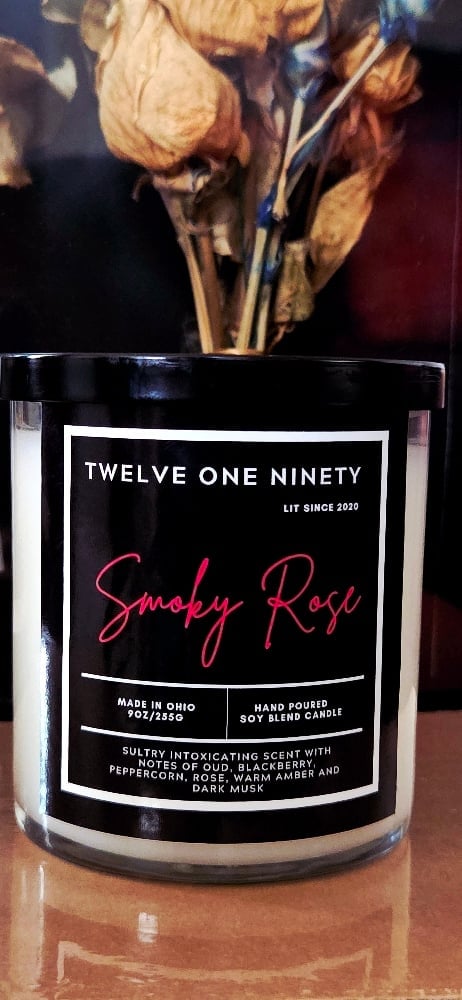 TWELVE ONE NINETY
LIT SINCE 2020
Smoky Rose
MADE IN OHIO
9OZ/255G
HAND POURED
SOY BLEND CANDLE
SULTRY INTOXICATING SCENT WITH
NOTES OF OUD, BLACKBERRY,
PEPPERCORN, ROSE, WARM AMBER AND
DARK MUSK